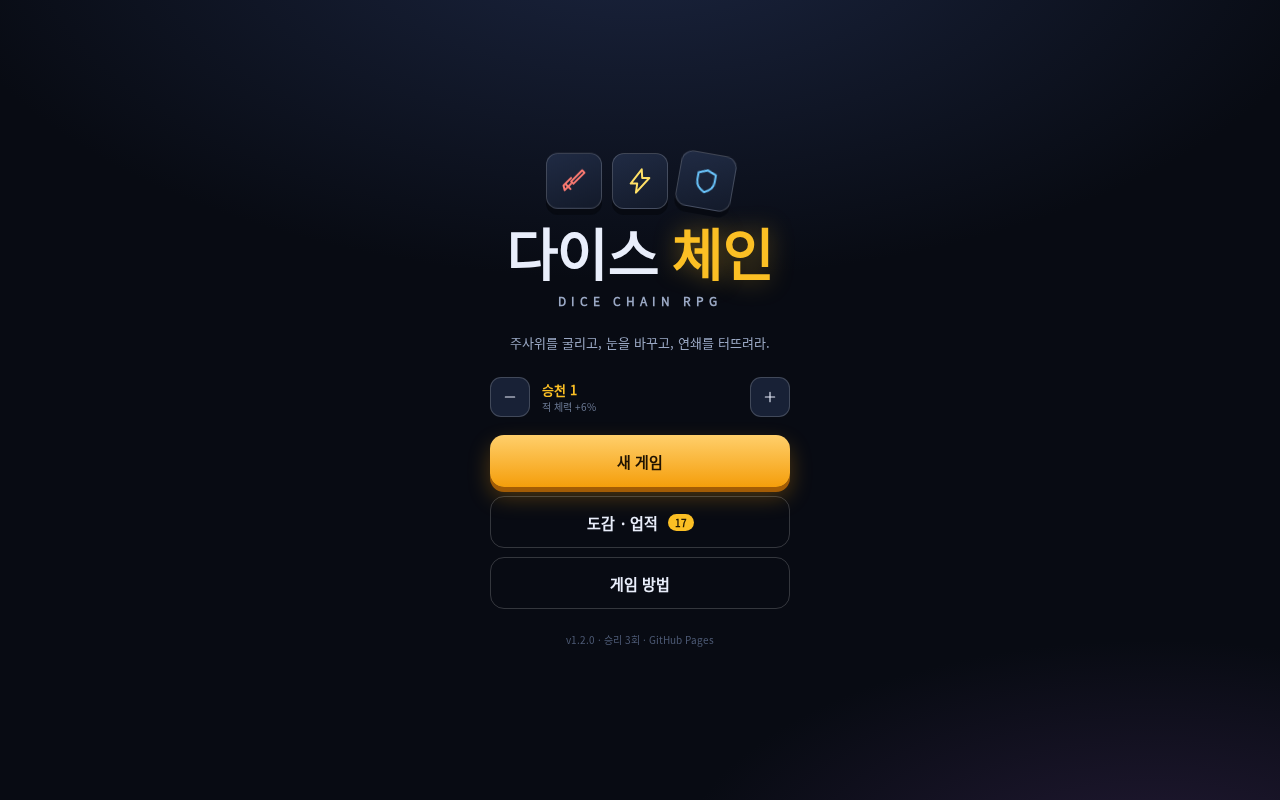 다이스 체인
DICE CHAIN RPG
주사위를 굴리고, 눈을 바꾸고, 연쇄를 터뜨려라.
승천 1
적 체력 +6%
새 게임
도감 · 업적 17
게임 방법
v1.2.0 · 승리 3회 · GitHub Pages